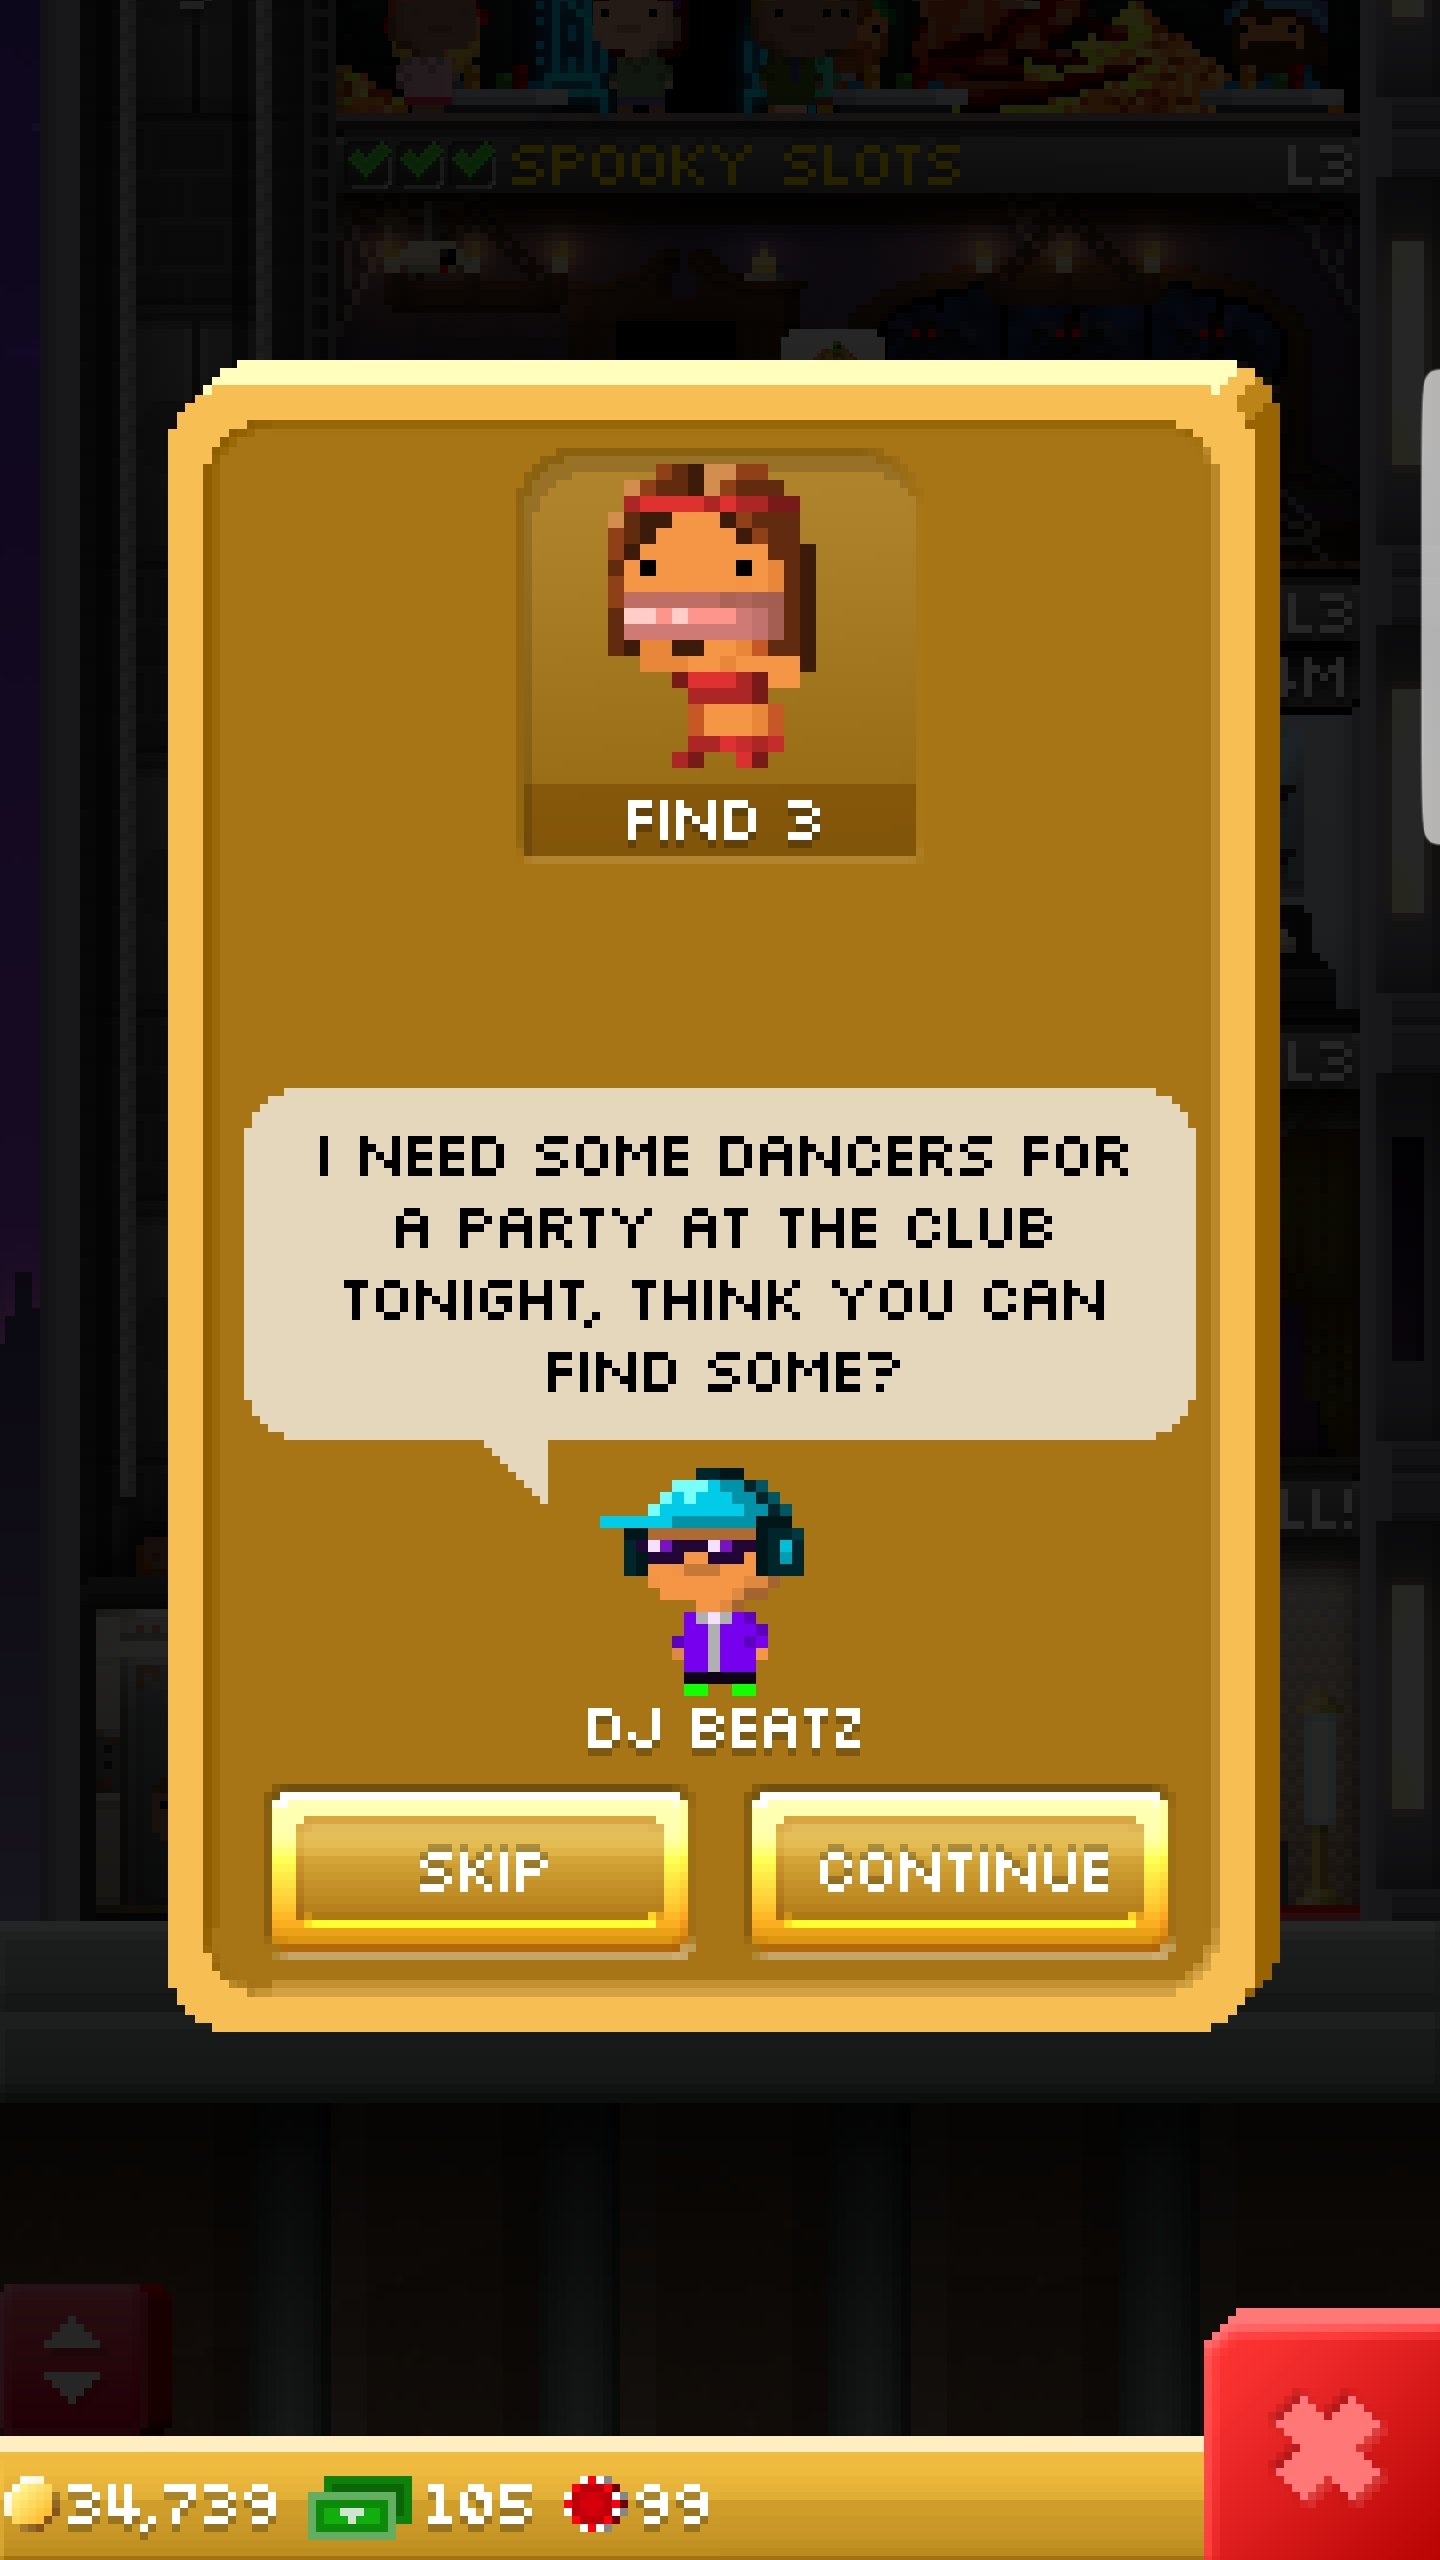 SPOOKY SLOTS L3
L3
L3
FIND 3
I NEED SOME DANCERS FOR
A PARTY AT THE CLUB
TONIGHT, THINK YOU CAN
FIND SOME?
DJ BEATZ
SKIP
CONTINUE
34,739 105 99